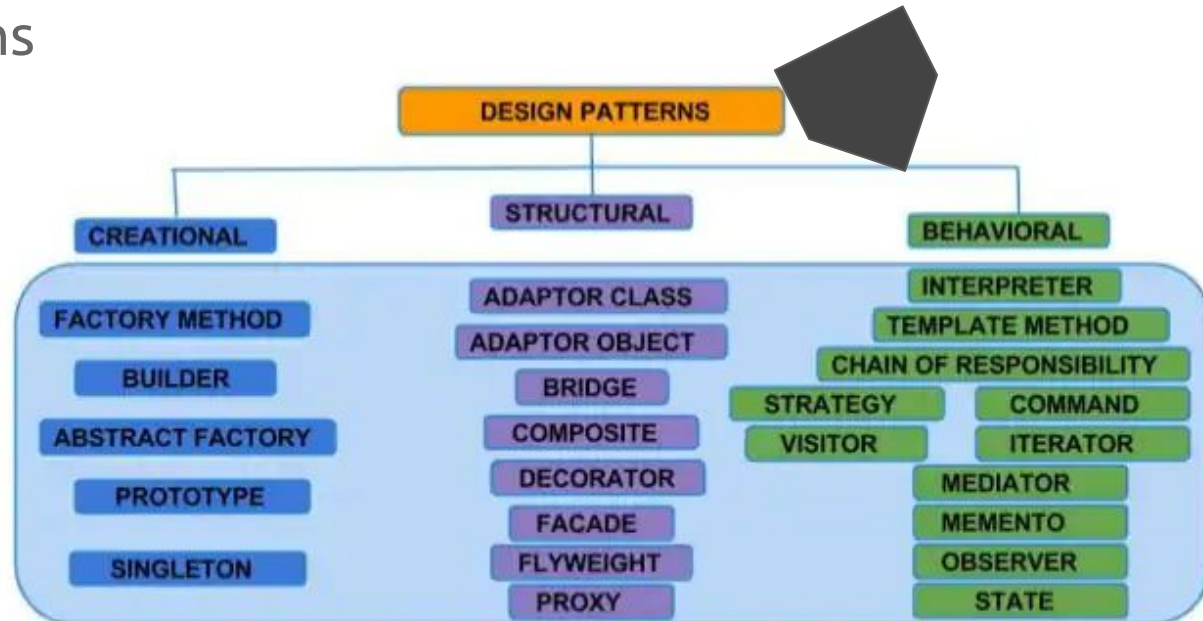 ns
DESIGN PATTERNS
CREATIONAL
STRUCTURAL
BEHAVIORAL
FACTORY METHOD
BUILDER
ABSTRACT FACTORY
PROTOTYPE
SINGLETON
ADAPTOR CLASS
ADAPTOR OBJECT
BRIDGE
COMPOSITE
DECORATOR
FACADE
FLYWEIGHT
PROXY
INTERPRETER
TEMPLATE METHOD
CHAIN OF RESPONSIBILITY
STRATEGY COMMAND
VISITOR ITERATOR
MEDIATOR
MEMENTO
OBSERVER
STATE